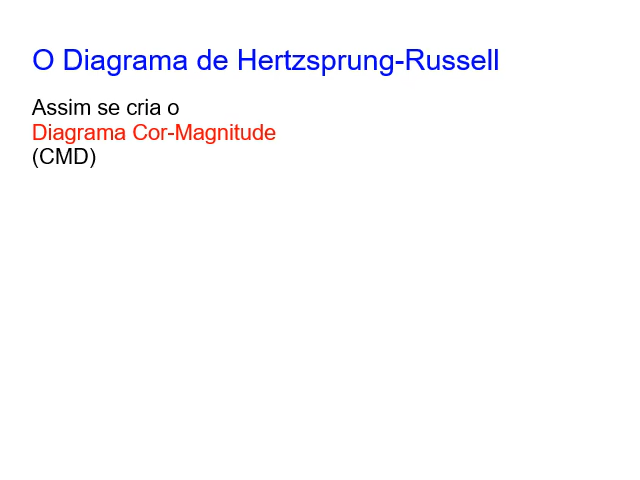 O Diagrama de Hertzsprung-Russell
Assim se cria o
Diagrama Cor-Magnitude
(CMD)